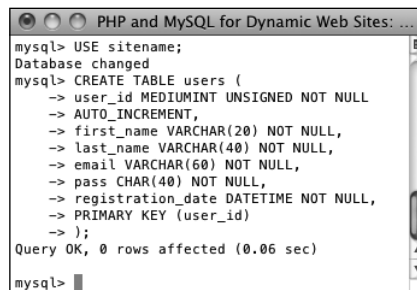 PHP and MySQL for Dynamic Web Sites: ...
mysql> USE sitename;
Database changed
mysql> CREATE TABLE users (
-> user_id MEDIUMINT UNSIGNED NOT NULL
-> AUTO_INCREMENT,
-> first_name VARCHAR(20) NOT NULL,
-> last_name VARCHAR(40) NOT NULL,
-> email VARCHAR(60) NOT NULL,
-> pass CHAR(40) NOT NULL,
-> registration_date DATETIME NOT NULL,
-> PRIMARY KEY (user_id)
-> );
Query OK, 0 rows affected (0.06 sec)
mysql>